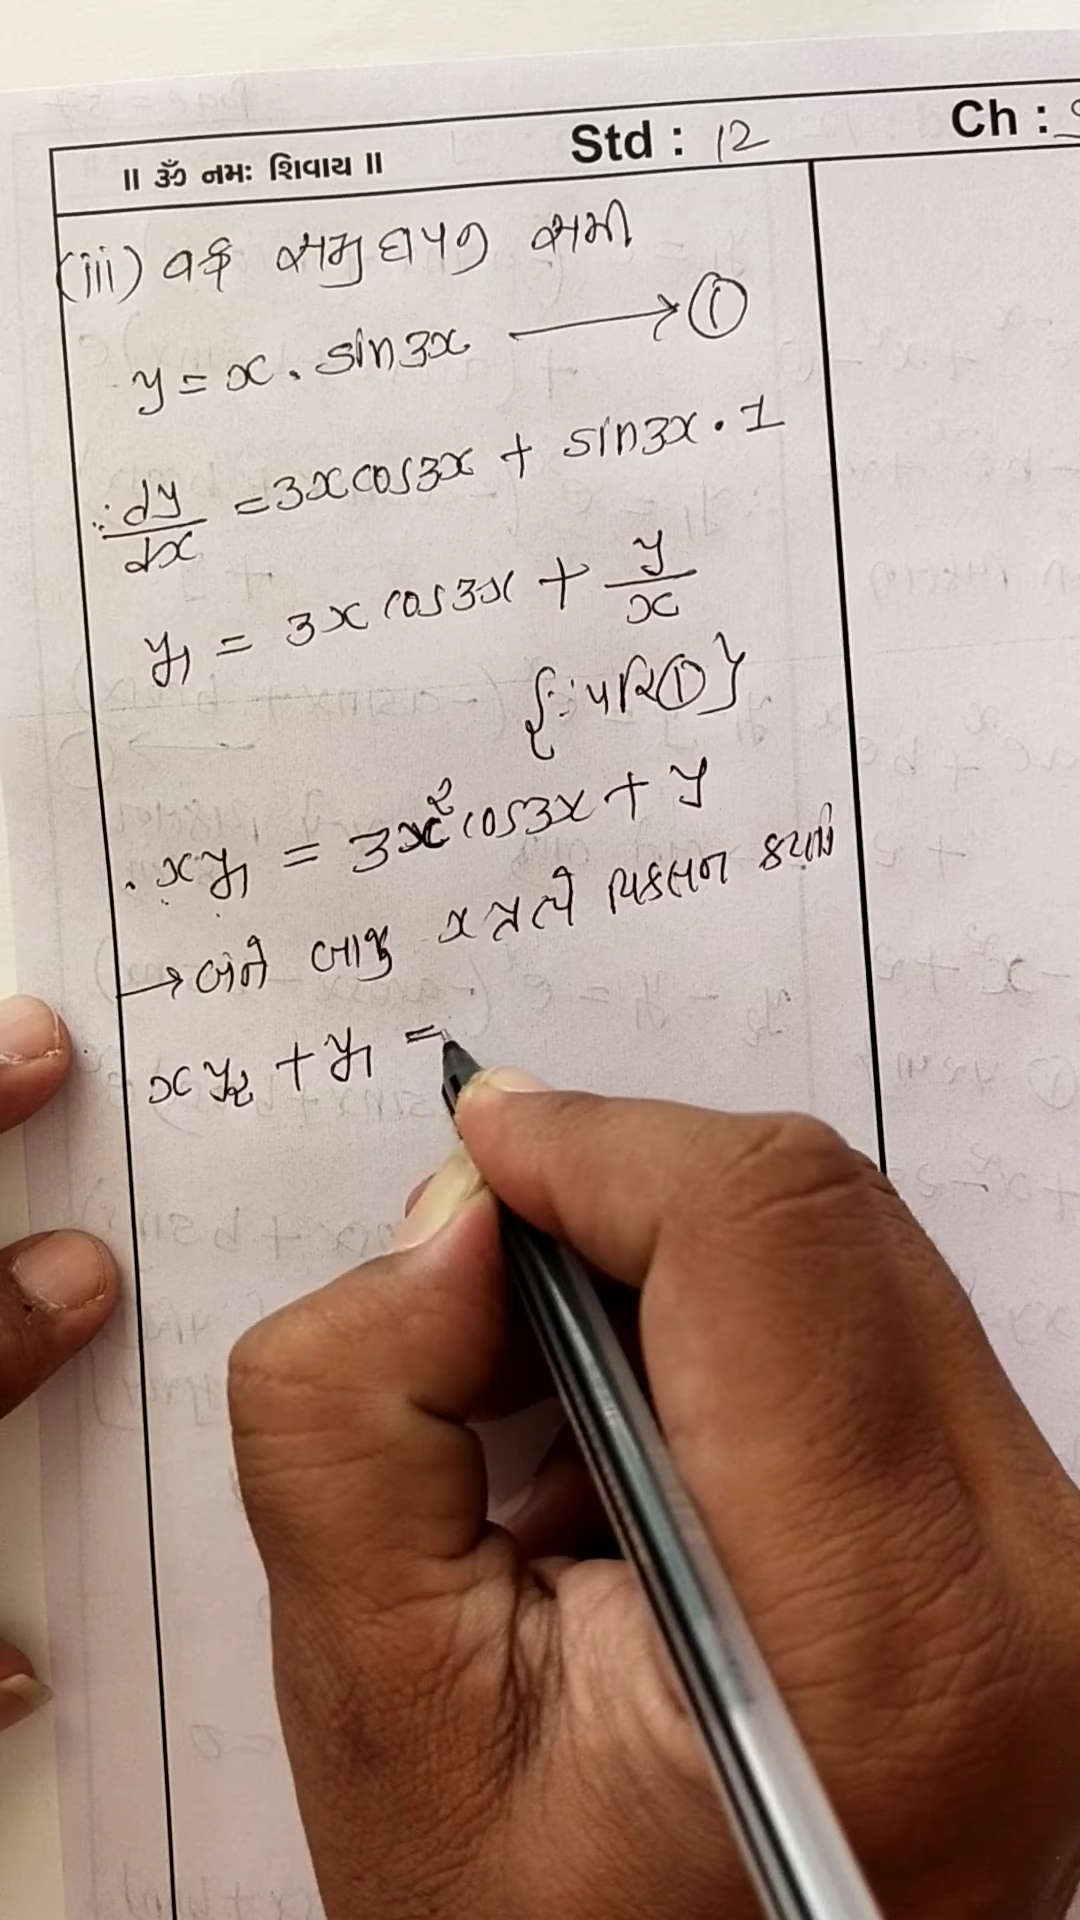 ॥ ૐ નમઃ શિવાય ॥ Std : 12 Ch :
(iii) વક્ર સમુદાયનું સમી
y = x . sin3x ⟶ ①
∴ dy/dx = 3x cos3x + sin3x . 1
y₁ = 3x cos3x + y/x
{∵ પરિ①}
. xy₁ = 3x² cos3x + y
→ બંને બાજુ x પ્રત્યે વિકલન કરતાં
xy₂ + y₁ =